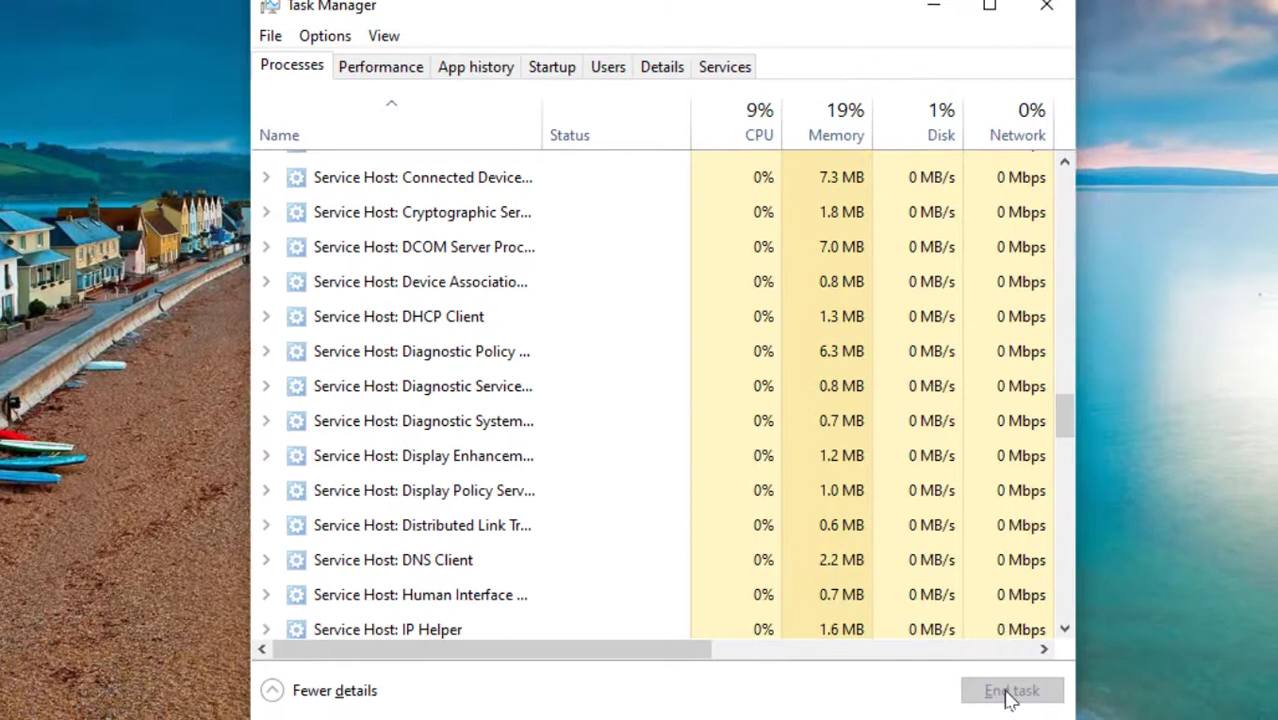 Task Manager
File Options View
Processes Performance App history Startup Users Details Services
9% 19% 1% 0%
Name Status CPU Memory Disk Network
Service Host: Connected Device... 0% 7.3 MB 0 MB/s 0 Mbps
Service Host: Cryptographic Ser... 0% 1.8 MB 0 MB/s 0 Mbps
Service Host: DCOM Server Proc... 0% 7.0 MB 0 MB/s 0 Mbps
Service Host: Device Associatio... 0% 0.8 MB 0 MB/s 0 Mbps
Service Host: DHCP Client 0% 1.3 MB 0 MB/s 0 Mbps
Service Host: Diagnostic Policy ... 0% 6.3 MB 0 MB/s 0 Mbps
Service Host: Diagnostic Service... 0% 0.8 MB 0 MB/s 0 Mbps
Service Host: Diagnostic System... 0% 0.7 MB 0 MB/s 0 Mbps
Service Host: Display Enhancem... 0% 1.2 MB 0 MB/s 0 Mbps
Service Host: Display Policy Serv... 0% 1.0 MB 0 MB/s 0 Mbps
Service Host: Distributed Link Tr... 0% 0.6 MB 0 MB/s 0 Mbps
Service Host: DNS Client 0% 2.2 MB 0 MB/s 0 Mbps
Service Host: Human Interface ... 0% 0.7 MB 0 MB/s 0 Mbps
Service Host: IP Helper 0% 1.6 MB 0 MB/s 0 Mbps
Fewer details End task